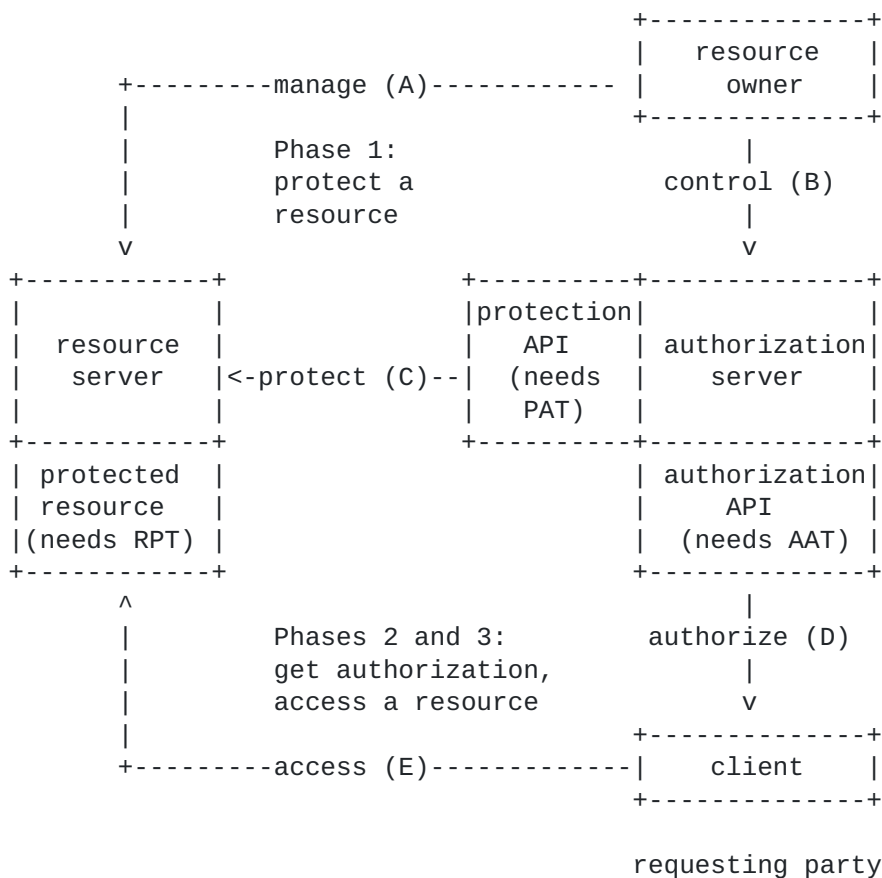 +--------------+
                                         |   resource   |
       +---------manage (A)------------ |     owner    |
       |                                 +--------------+
       |         Phase 1:                       |
       |         protect a                control (B)
       |         resource                       |
       v                                        v
+------------+               +----------+--------------+
|            |               |protection|              |
|  resource  |               |   API    | authorization|
|   server   |<-protect (C)--|  (needs  |    server    |
|            |               |   PAT)   |              |
+------------+               +----------+--------------+
| protected  |                          | authorization|
| resource   |                          |     API      |
|(needs RPT) |                          |  (needs AAT) |
+------------+                          +--------------+
       ^                                        |
       |         Phases 2 and 3:         authorize (D)
       |         get authorization,             |
       |         access a resource              v
       |                                 +--------------+
       +---------access (E)-------------|    client    |
                                         +--------------+
                                         requesting party